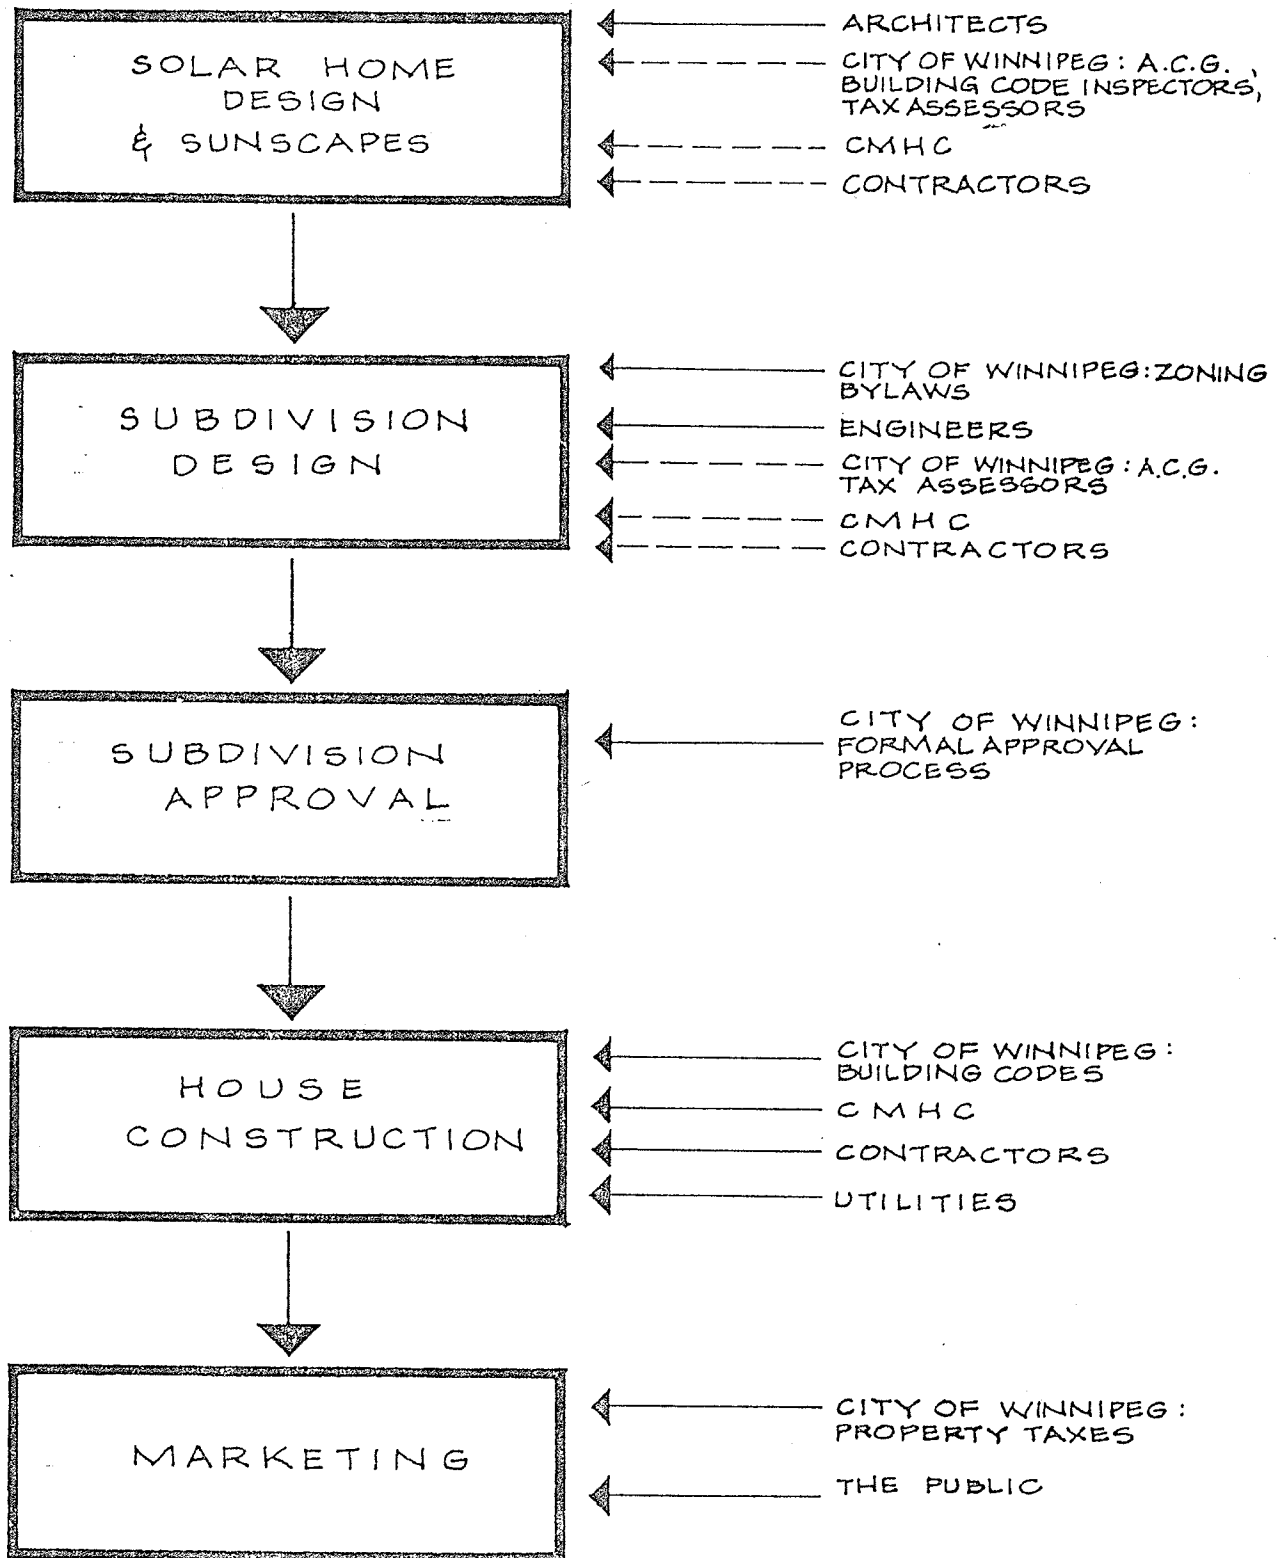 SOLAR HOME
DESIGN
& SUNSCAPES
ARCHITECTS
CITY OF WINNIPEG: A.C.G.,
BUILDING CODE INSPECTORS,
TAX ASSESSORS
CMHC
CONTRACTORS
SUBDIVISION
DESIGN
CITY OF WINNIPEG: ZONING
BYLAWS
ENGINEERS
CITY OF WINNIPEG: A.C.G.
TAX ASSESSORS
CMHC
CONTRACTORS
SUBDIVISION
APPROVAL
CITY OF WINNIPEG:
FORMAL APPROVAL
PROCESS
HOUSE
CONSTRUCTION
CITY OF WINNIPEG:
BUILDING CODES
CMHC
CONTRACTORS
UTILITIES
MARKETING
CITY OF WINNIPEG:
PROPERTY TAXES
THE PUBLIC